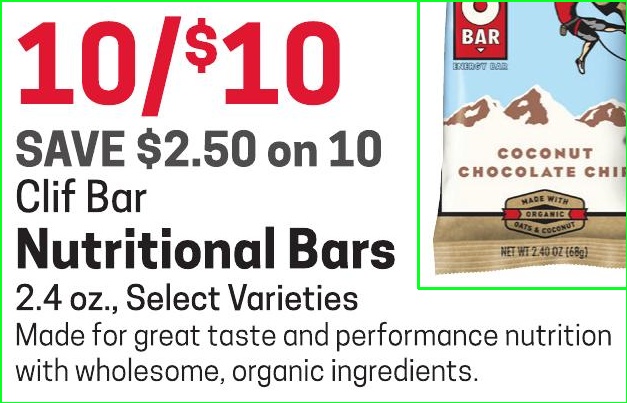 10/$10
SAVE $2.50 on 10
Clif Bar
Nutritional Bars
2.4 oz., Select Varieties
Made for great taste and performance nutrition
with wholesome, organic ingredients.
BAR
ENERGY BAR
COCONUT
CHOCOLATE CHIP
MADE WITH
ORGANIC
OATS & COCONUT
NET WT 2.40 OZ (68g)